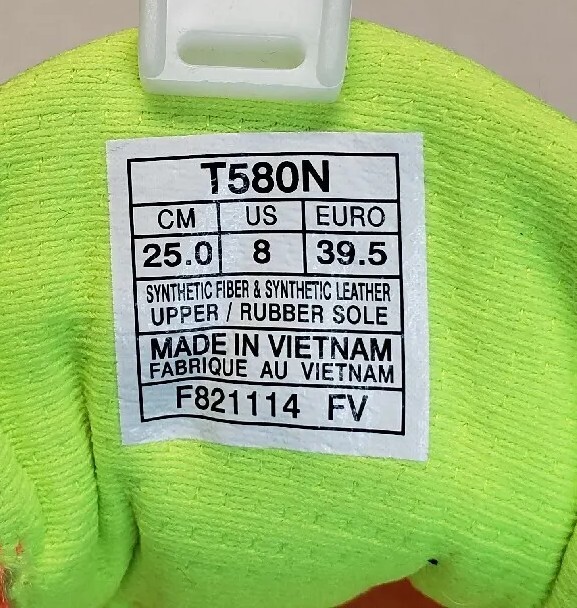 T580N
CM US EURO
25.0 8 39.5
SYNTHETIC FIBER & SYNTHETIC LEATHER
UPPER / RUBBER SOLE
MADE IN VIETNAM
FABRIQUE AU VIETNAM
F821114 FV